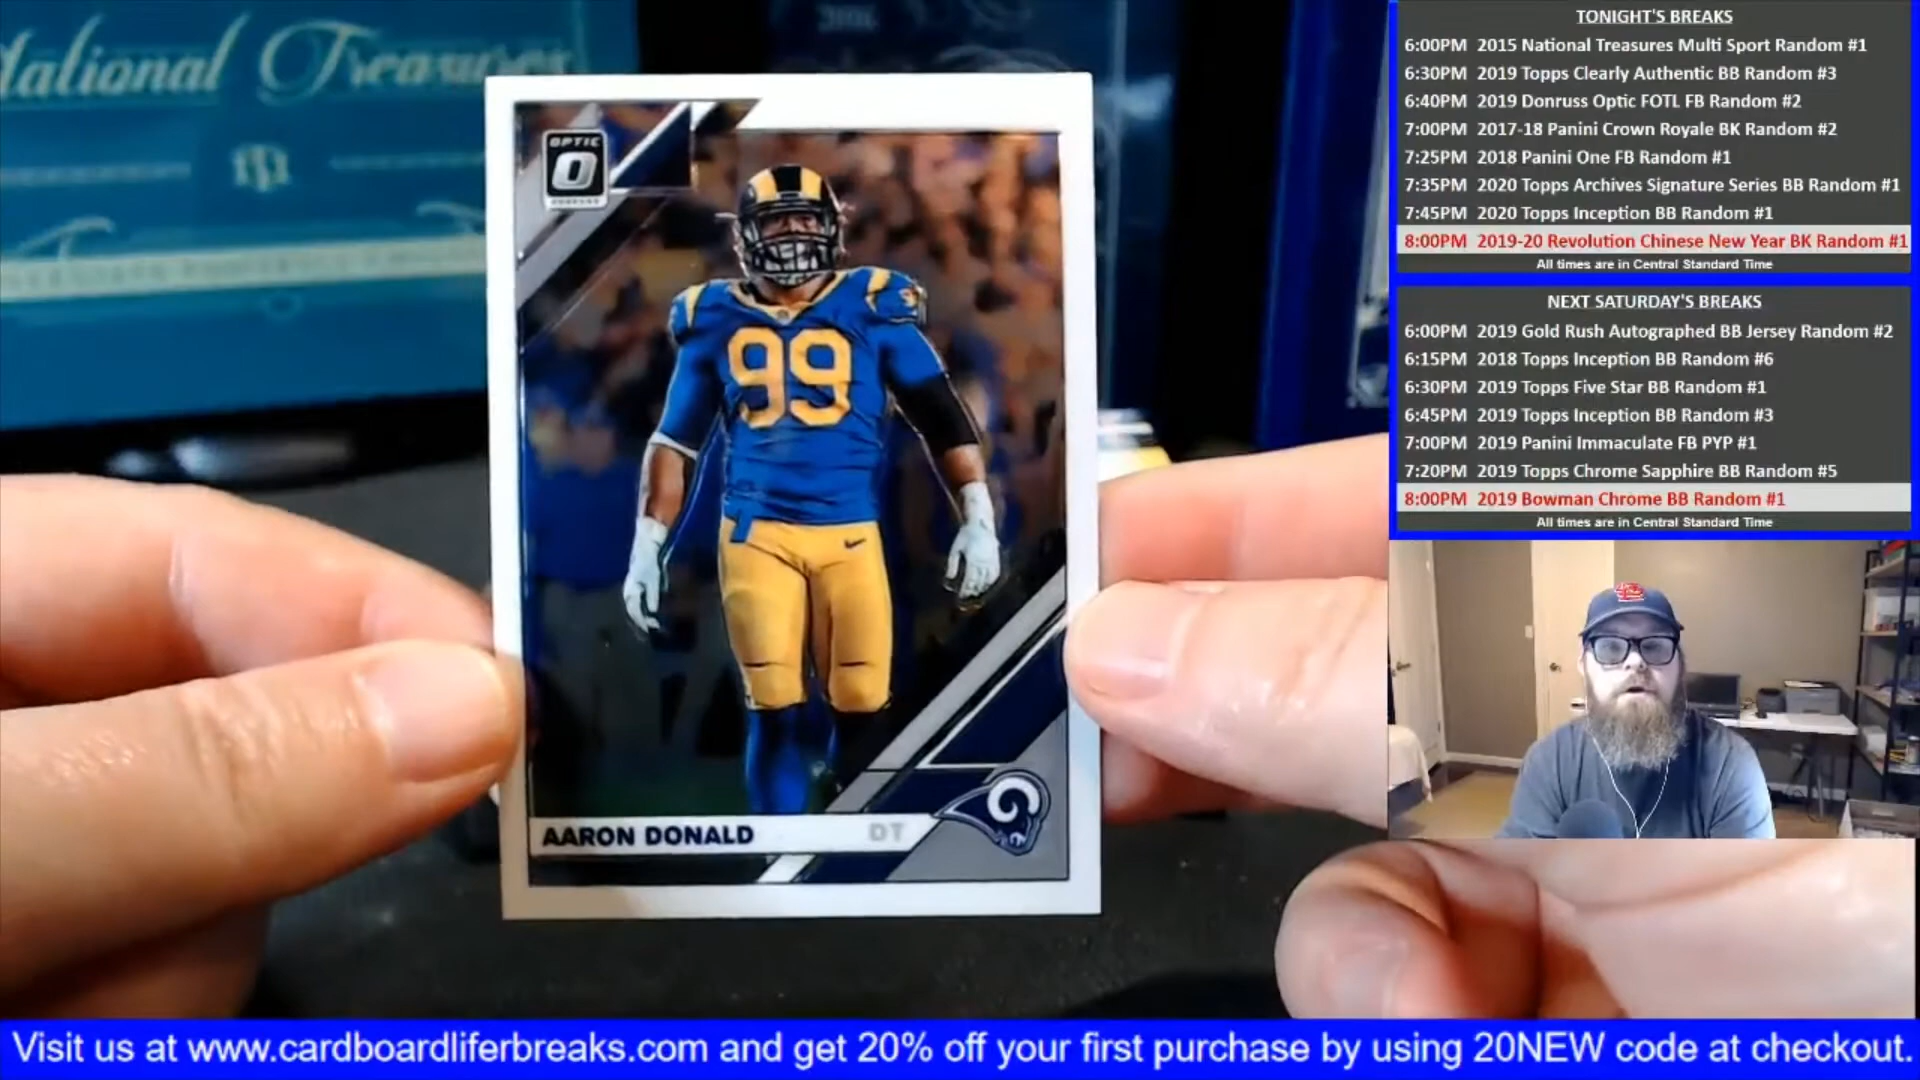 National Treasures
OPTIC
O
99
AARON DONALD
DT
TONIGHT'S BREAKS
6:00PM 2015 National Treasures Multi Sport Random #1
6:30PM 2019 Topps Clearly Authentic BB Random #3
6:40PM 2019 Donruss Optic FOTL FB Random #2
7:00PM 2017-18 Panini Crown Royale BK Random #2
7:25PM 2018 Panini One FB Random #1
7:35PM 2020 Topps Archives Signature Series BB Random #1
7:45PM 2020 Topps Inception BB Random #1
8:00PM 2019-20 Revolution Chinese New Year BK Random #1
All times are in Central Standard Time
NEXT SATURDAY'S BREAKS
6:00PM 2019 Gold Rush Autographed BB Jersey Random #2
6:15PM 2018 Topps Inception BB Random #6
6:30PM 2019 Topps Five Star BB Random #1
6:45PM 2019 Topps Inception BB Random #3
7:00PM 2019 Panini Immaculate FB PYP #1
7:20PM 2019 Topps Chrome Sapphire BB Random #5
8:00PM 2019 Bowman Chrome BB Random #1
All times are in Central Standard Time
Visit us at www.cardboardliferbreaks.com and get 20% off your first purchase by using 20NEW code at checkout.